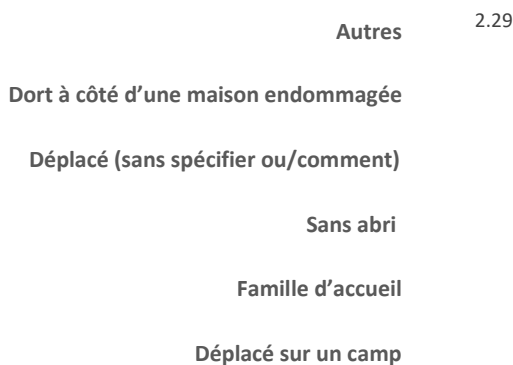 Autres 2.29
Dort à côté d’une maison endommagée
Déplacé (sans spécifier ou/comment)
Sans abri
Famille d’accueil
Déplacé sur un camp